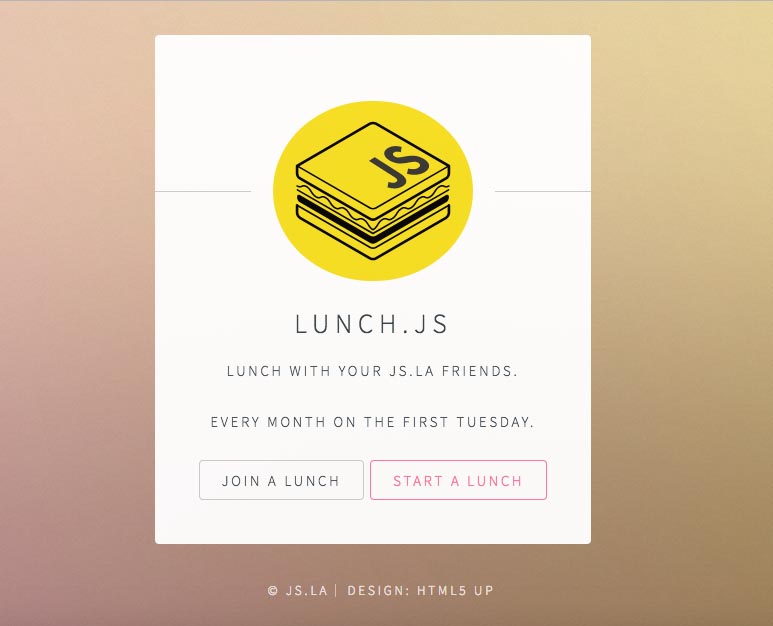 JS
LUNCH.JS
LUNCH WITH YOUR JS.LA FRIENDS.
EVERY MONTH ON THE FIRST TUESDAY.
JOIN A LUNCH
START A LUNCH
© JS.LA | DESIGN: HTML5 UP